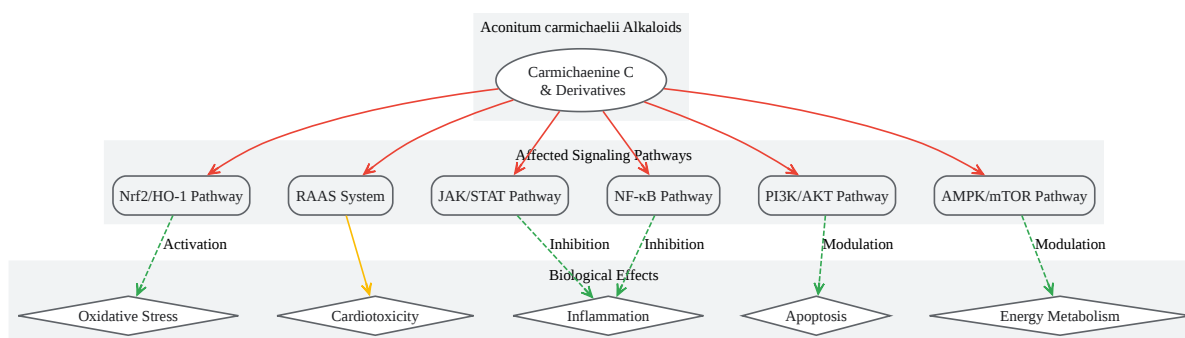 Aconitum carmichaelii Alkaloids
Carmichaenine C
& Derivatives
Affected Signaling Pathways
Nrf2/HO-1 Pathway
RAAS System
JAK/STAT Pathway
NF-κB Pathway
PI3K/AKT Pathway
AMPK/mTOR Pathway
Activation
Inhibition
Inhibition
Modulation
Modulation
Biological Effects
Oxidative Stress
Cardiotoxicity
Inflammation
Apoptosis
Energy Metabolism